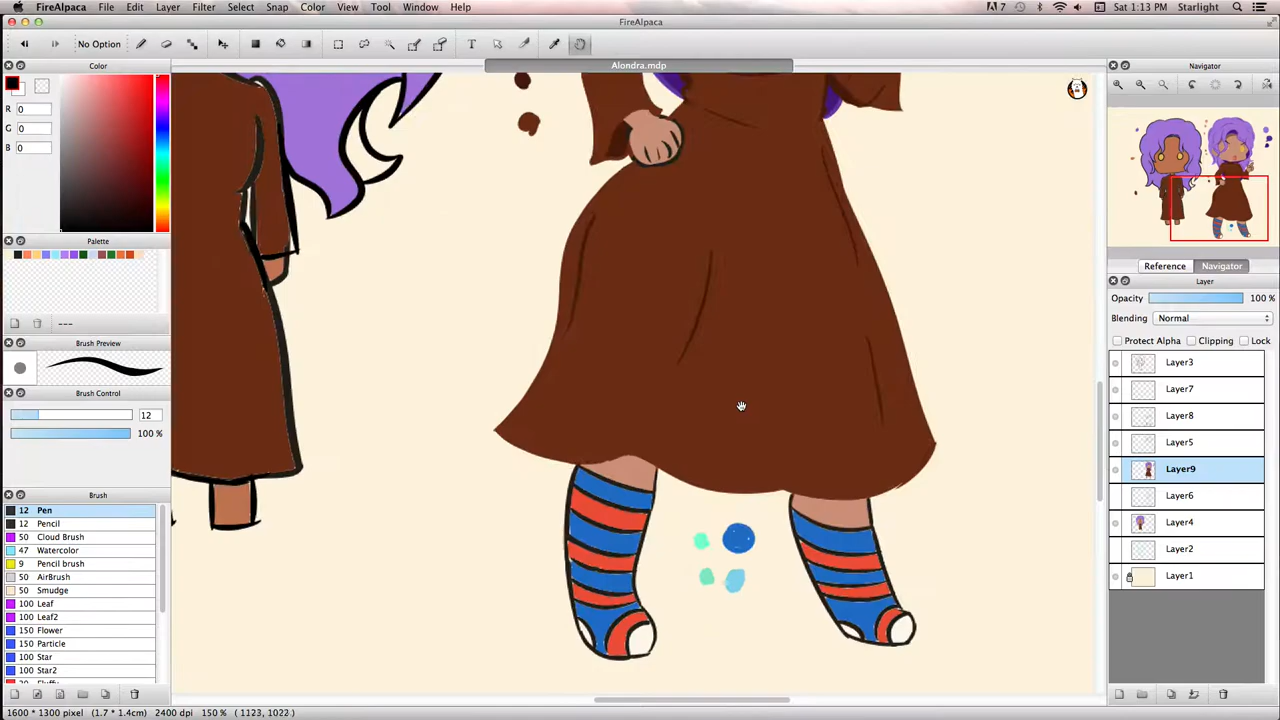 FireAlpaca File Edit Layer Filter Select Snap Color View Tool Window Help
7 Sat 1:13 PM Starlight
FireAlpaca
No Option
T
Alondra.mdp
Color
R 0
G 0
B 0
Palette
---
Brush Preview
Brush Control
12
100 %
Brush
12 Pen
12 Pencil
50 Cloud Brush
47 Watercolor
9 Pencil brush
50 AirBrush
50 Smudge
100 Leaf
100 Leaf2
150 Flower
150 Particle
100 Star
100 Star2
Navigator
Reference Navigator
Layer
Opacity 100 %
Blending Normal
Protect Alpha Clipping Lock
Layer3
Layer7
Layer8
Layer5
Layer9
Layer6
Layer4
Layer2
Layer1
1600 * 1300 pixel (1.7 * 1.4cm) 2400 dpi 150 % ( 1123, 1022 )